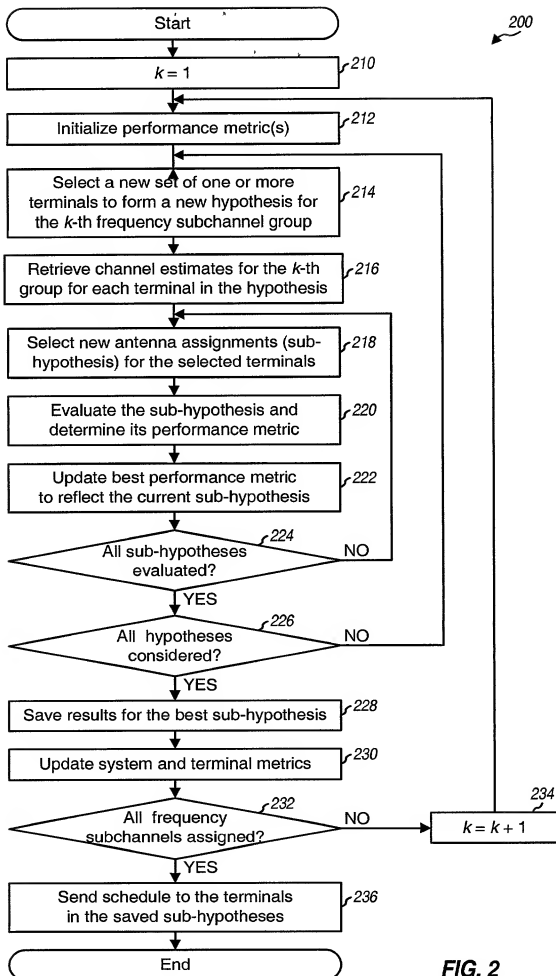 Start
200
k = 1
210
Initialize performance metric(s)
212
Select a new set of one or more
terminals to form a new hypothesis for
the k-th frequency subchannel group
214
Retrieve channel estimates for the k-th
group for each terminal in the hypothesis
216
Select new antenna assignments (sub-
hypothesis) for the selected terminals
218
Evaluate the sub-hypothesis and
determine its performance metric
220
Update best performance metric
to reflect the current sub-hypothesis
222
All sub-hypotheses
evaluated?
224
NO
YES
All hypotheses
considered?
226
NO
YES
Save results for the best sub-hypothesis
228
Update system and terminal metrics
230
All frequency
subchannels assigned?
232
NO
k = k + 1
234
YES
Send schedule to the terminals
in the saved sub-hypotheses
236
End
FIG. 2